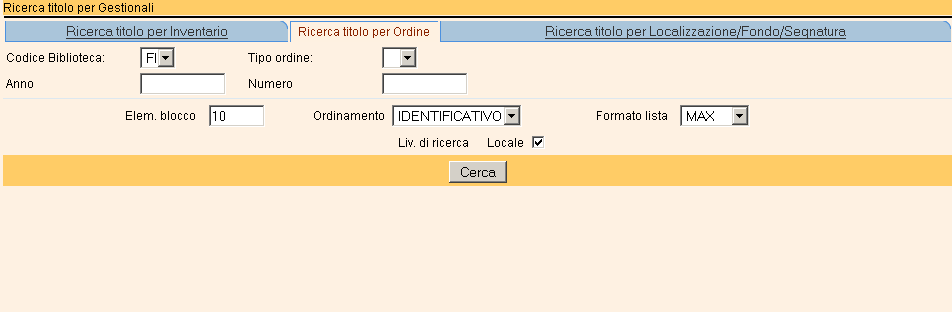 Ricerca titolo per Gestionali
Ricerca titolo per Inventario Ricerca titolo per Ordine Ricerca titolo per Localizzazione/Fondo/Segnatura
Codice Biblioteca: FI Tipo ordine:
Anno Numero
Elem. blocco 10 Ordinamento IDENTIFICATIVO Formato lista MAX
Liv. di ricerca Locale
Cerca